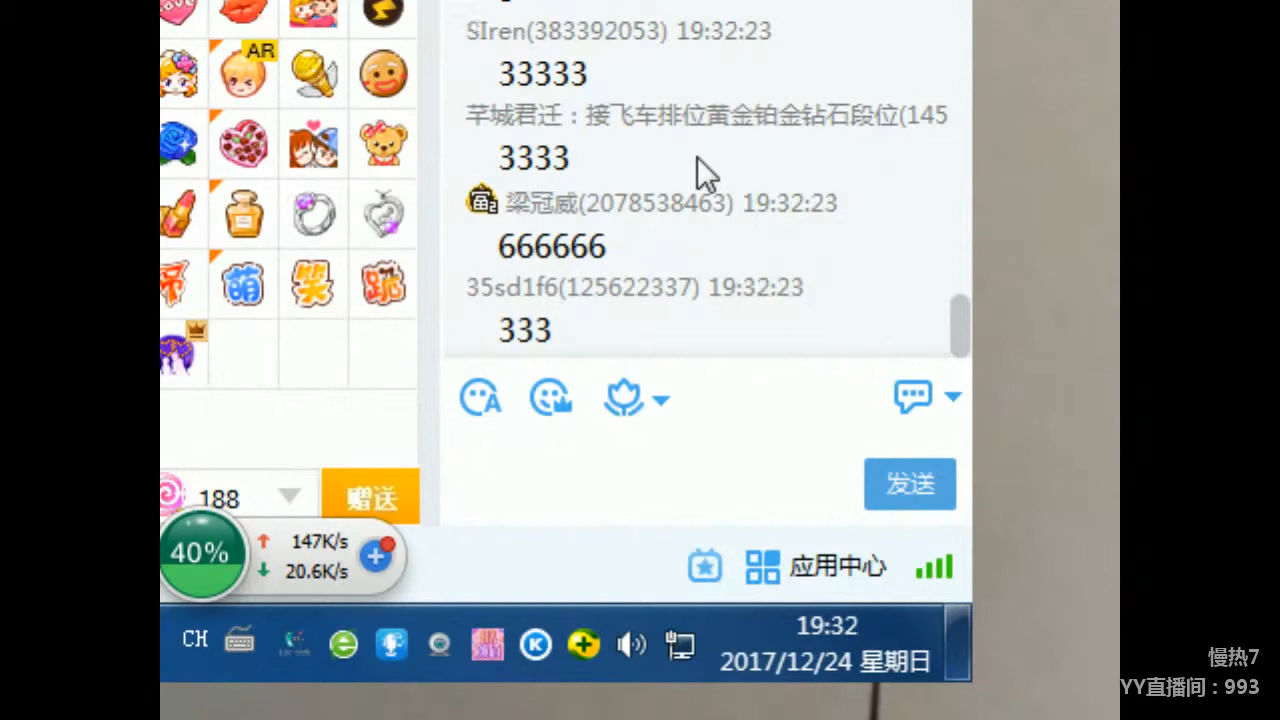 SIren(383392053) 19:32:23
33333
芊城君迁：接飞车排位黄金铂金钻石段位(145
3333
富2 梁冠威(2078538463) 19:32:23
666666
35sd1f6(125622337) 19:32:23
333
AR
萌 笑 跪
188 赠送
发送
40% 147K/s
20.6K/s
应用中心
CH
19:32
2017/12/24 星期日
慢热7
YY直播间：993